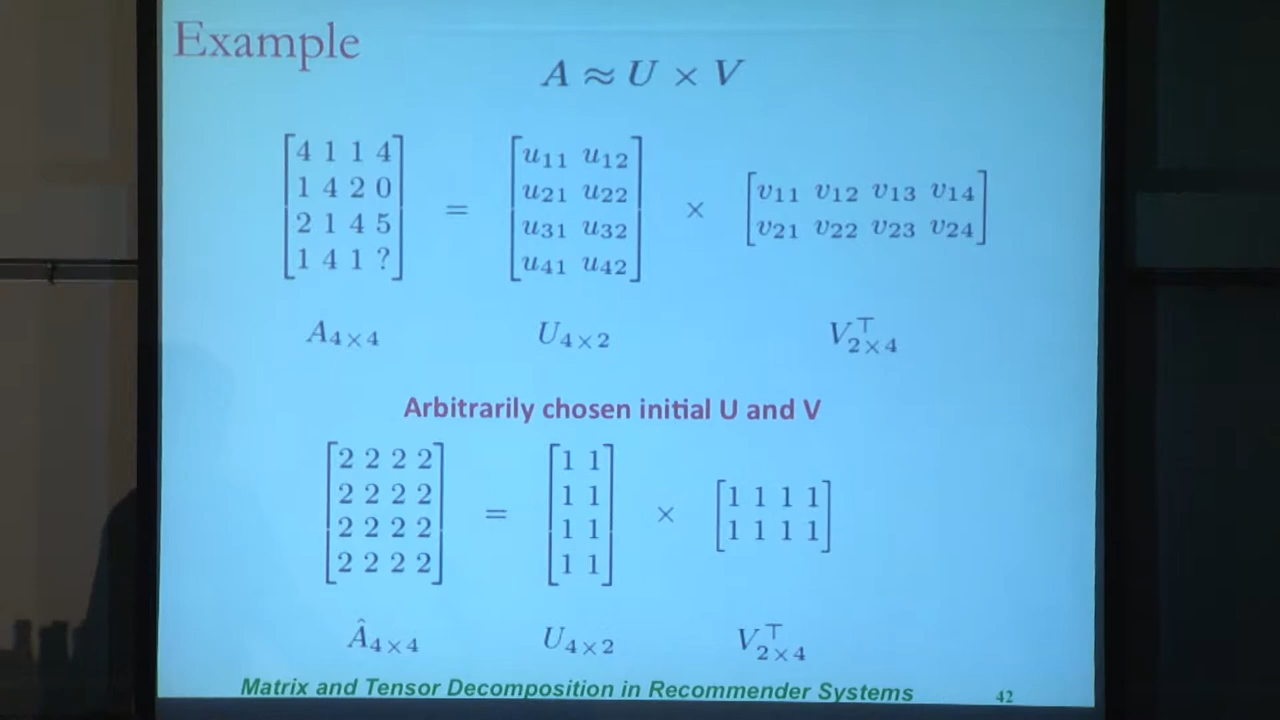 Example
A ≈ U × V
[4 1 1 4]   [u11 u12]
[1 4 2 0] = [u21 u22] × [v11 v12 v13 v14]
[2 1 4 5]   [u31 u32]   [v21 v22 v23 v24]
[1 4 1 ?]   [u41 u42]
A4×4 U4×2 V⊤2×4
Arbitrarily chosen initial U and V
[2 2 2 2]   [1 1]
[2 2 2 2] = [1 1] × [1 1 1 1]
[2 2 2 2]   [1 1]   [1 1 1 1]
[2 2 2 2]   [1 1]
Â4×4 U4×2 V⊤2×4
Matrix and Tensor Decomposition in Recommender Systems 42